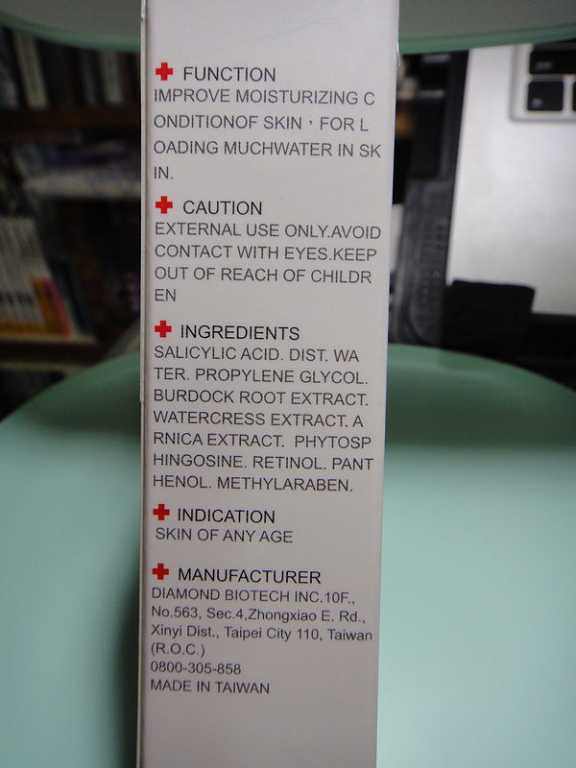 FUNCTION
IMPROVE MOISTURIZING C
ONDITIONOF SKIN，FOR L
OADING MUCHWATER IN SK
IN.
CAUTION
EXTERNAL USE ONLY.AVOID
CONTACT WITH EYES.KEEP
OUT OF REACH OF CHILDR
EN
INGREDIENTS
SALICYLIC ACID. DIST. WA
TER. PROPYLENE GLYCOL.
BURDOCK ROOT EXTRACT.
WATERCRESS EXTRACT. A
RNICA EXTRACT. PHYTOSP
HINGOSINE. RETINOL. PANT
HENOL. METHYLARABEN.
INDICATION
SKIN OF ANY AGE
MANUFACTURER
DIAMOND BIOTECH INC.10F.,
No.563, Sec.4,Zhongxiao E. Rd.,
Xinyi Dist., Taipei City 110, Taiwan
(R.O.C.)
0800-305-858
MADE IN TAIWAN